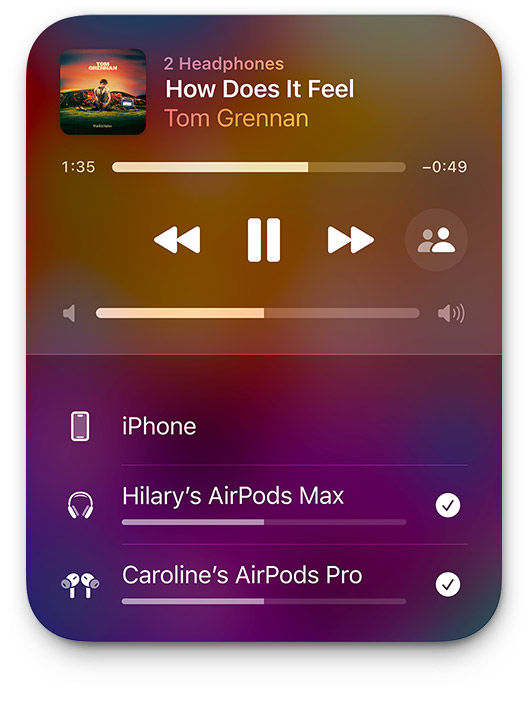 TOM
GRENNAN
2 Headphones
How Does It Feel
Tom Grennan
1:35
−0:49
iPhone
Hilary’s AirPods Max
Caroline’s AirPods Pro